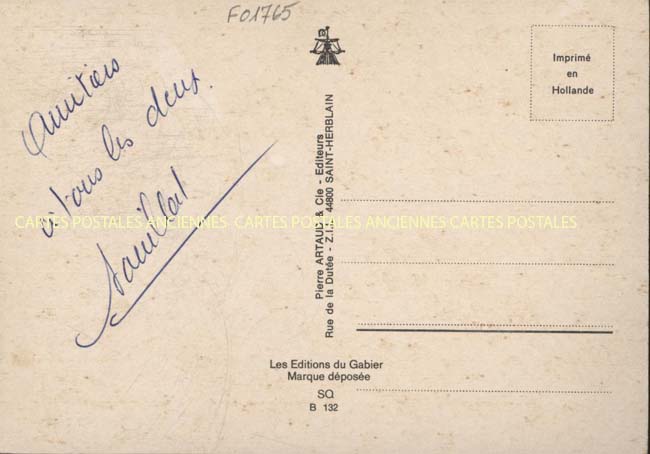 F01765
Amitiés
à tous les deux.
Imprimé
en
Hollande
Pierre ARTAUD & Cie - Editeurs
Rue de la Dutée - Z.I.L. 44800 SAINT-HERBLAIN
CARTES POSTALES ANCIENNES CARTES POSTALES ANCIENNES CARTES POSTALES
Les Editions du Gabier
Marque déposée
SQ
B 132